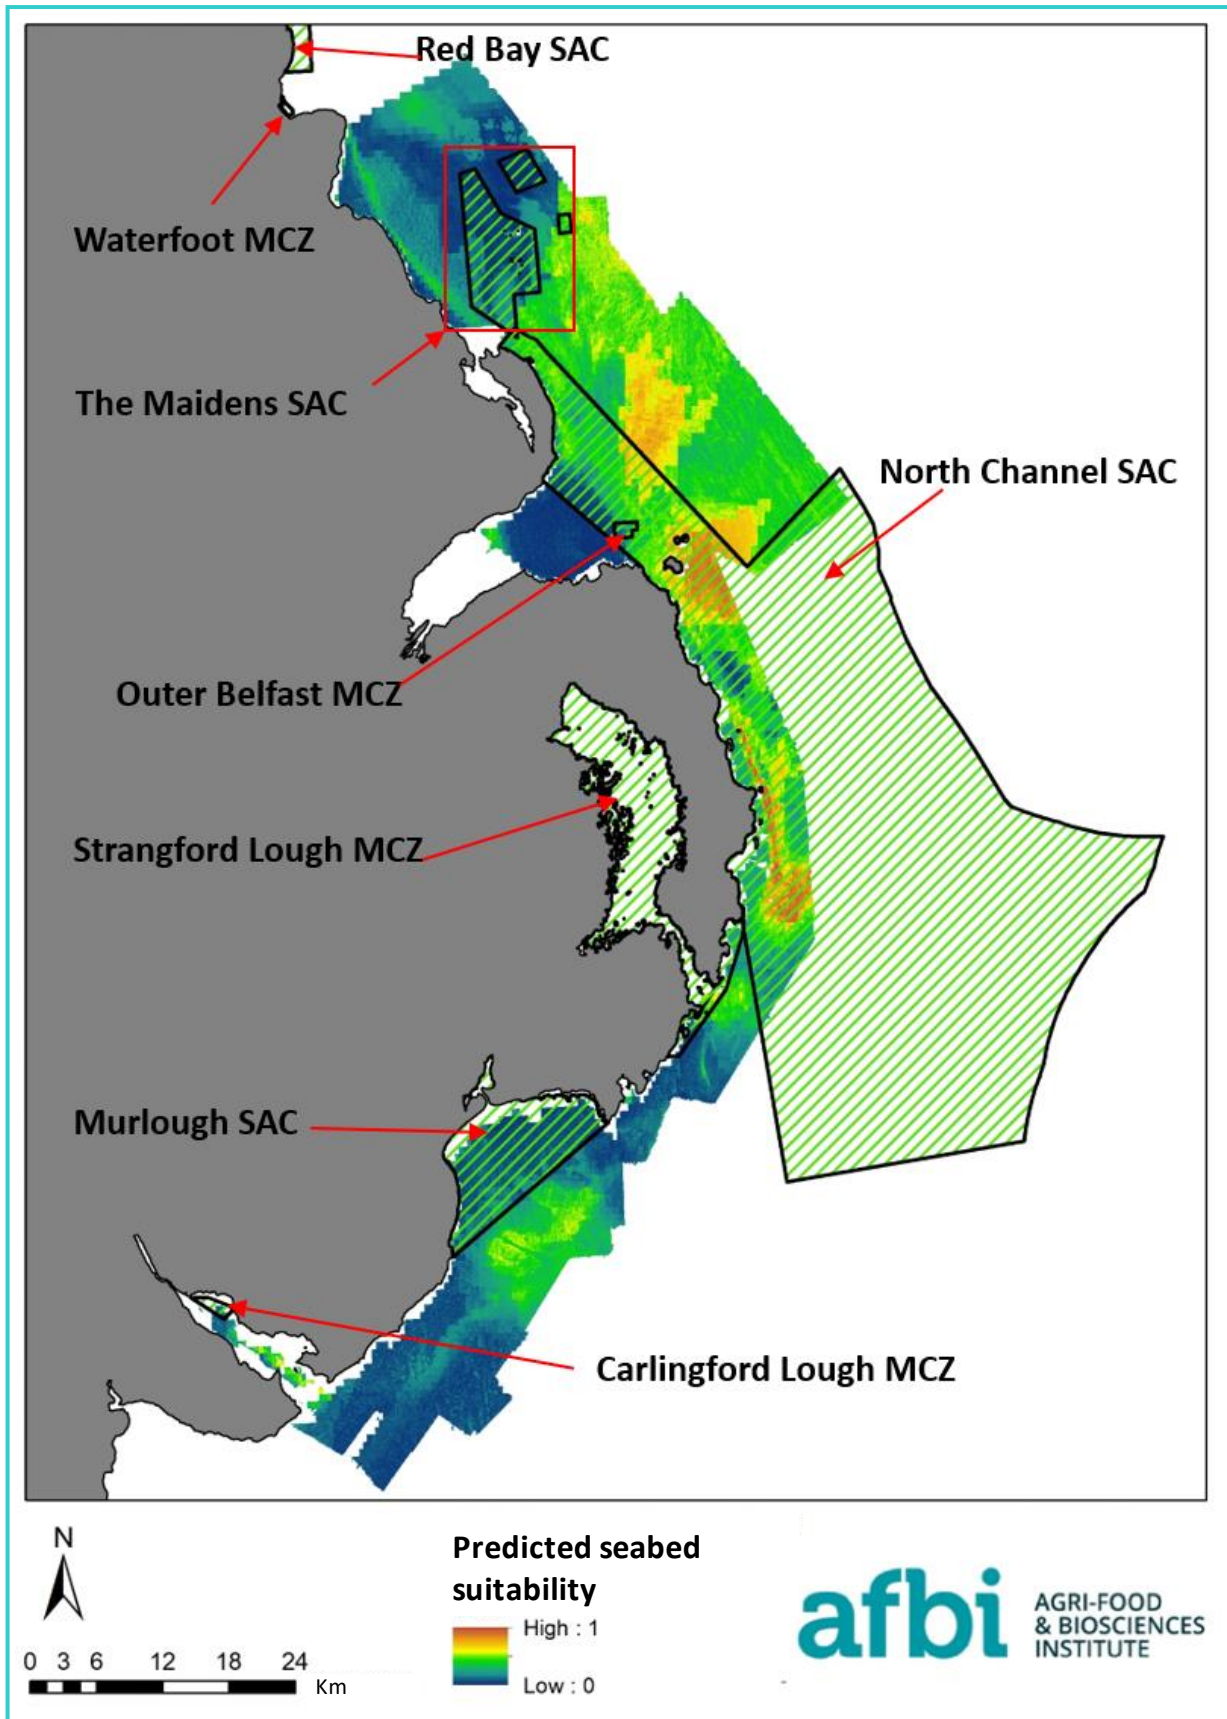 Red Bay SAC
Waterfoot MCZ
The Maidens SAC
North Channel SAC
Outer Belfast MCZ
Strangford Lough MCZ
Murlough SAC
Carlingford Lough MCZ
N
0 3 6 12 18 24
Km
Predicted seabed
suitability
High : 1
Low : 0
afbi
AGRI-FOOD
& BIOSCIENCES
INSTITUTE